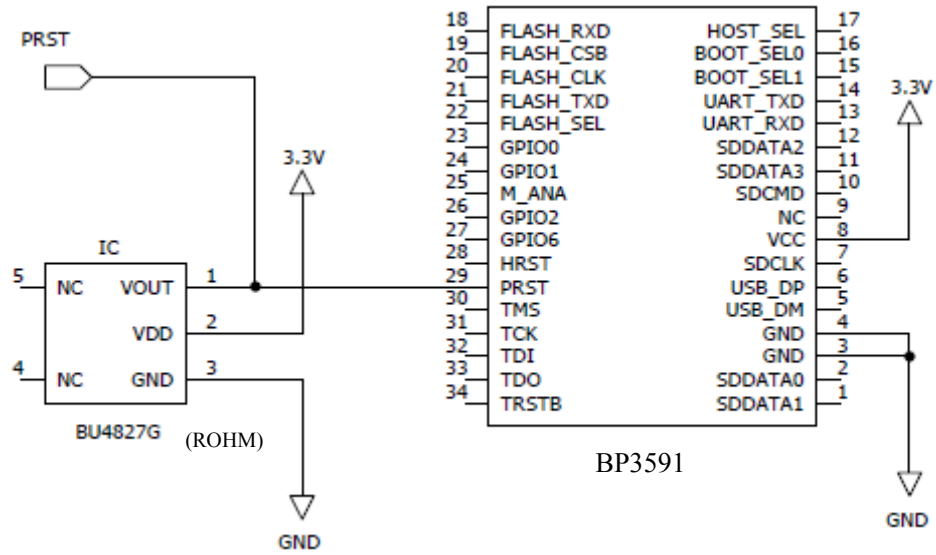 PRST
3.3V
IC
5 NC VOUT 1
VDD 2
4 NC GND 3
BU4827G (ROHM)
GND
18 FLASH_RXD HOST_SEL 17
19 FLASH_CSB BOOT_SEL0 16
20 FLASH_CLK BOOT_SEL1 15
21 FLASH_TXD UART_TXD 14
22 FLASH_SEL UART_RXD 13
23 GPIO0 SDDATA2 12
24 GPIO1 SDDATA3 11
25 M_ANA SDCMD 10
26 GPIO2 NC 9
27 GPIO6 VCC 8
28 HRST SDCLK 7
29 PRST USB_DP 6
30 TMS USB_DM 5
31 TCK GND 4
32 TDI GND 3
33 TDO SDDATA0 2
34 TRSTB SDDATA1 1
BP3591
3.3V
GND